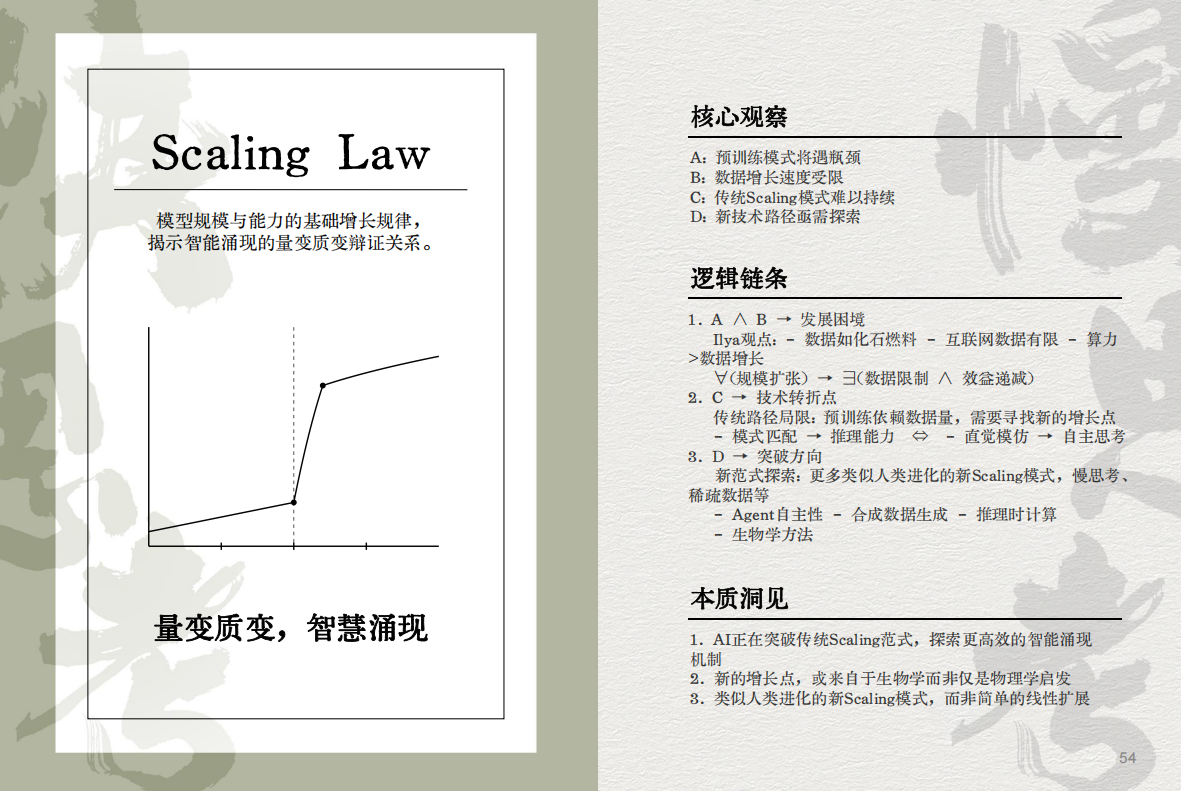 Scaling Law
模型规模与能力的基础增长规律，
揭示智能涌现的量变质变辩证关系。
量变质变，智慧涌现
核心观察
A：预训练模式将遇瓶颈
B：数据增长速度受限
C：传统Scaling模式难以持续
D：新技术路径亟需探索
逻辑链条
1. A ∧ B → 发展困境
Ilya观点：- 数据如化石燃料 - 互联网数据有限 - 算力
>数据增长
∀(规模扩张) → ∃(数据限制 ∧ 效益递减)
2. C → 技术转折点
传统路径局限：预训练依赖数据量，需要寻找新的增长点
- 模式匹配 → 推理能力 ⇔ - 直觉模仿 → 自主思考
3. D → 突破方向
新范式探索：更多类似人类进化的新Scaling模式，慢思考、
稀疏数据等
- Agent自主性 - 合成数据生成 - 推理时计算
- 生物学方法
本质洞见
1. AI正在突破传统Scaling范式，探索更高效的智能涌现
机制
2. 新的增长点，或来自于生物学而非仅是物理学启发
3. 类似人类进化的新Scaling模式，而非简单的线性扩展
54